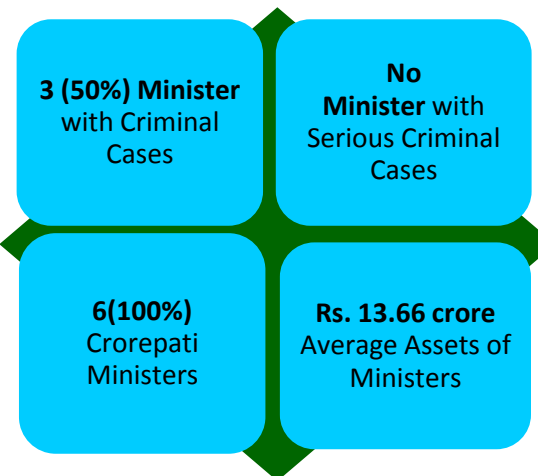 3 (50%) Minister
with Criminal
Cases
No
Minister with
Serious Criminal
Cases
6(100%)
Crorepati
Ministers
Rs. 13.66 crore
Average Assets of
Ministers